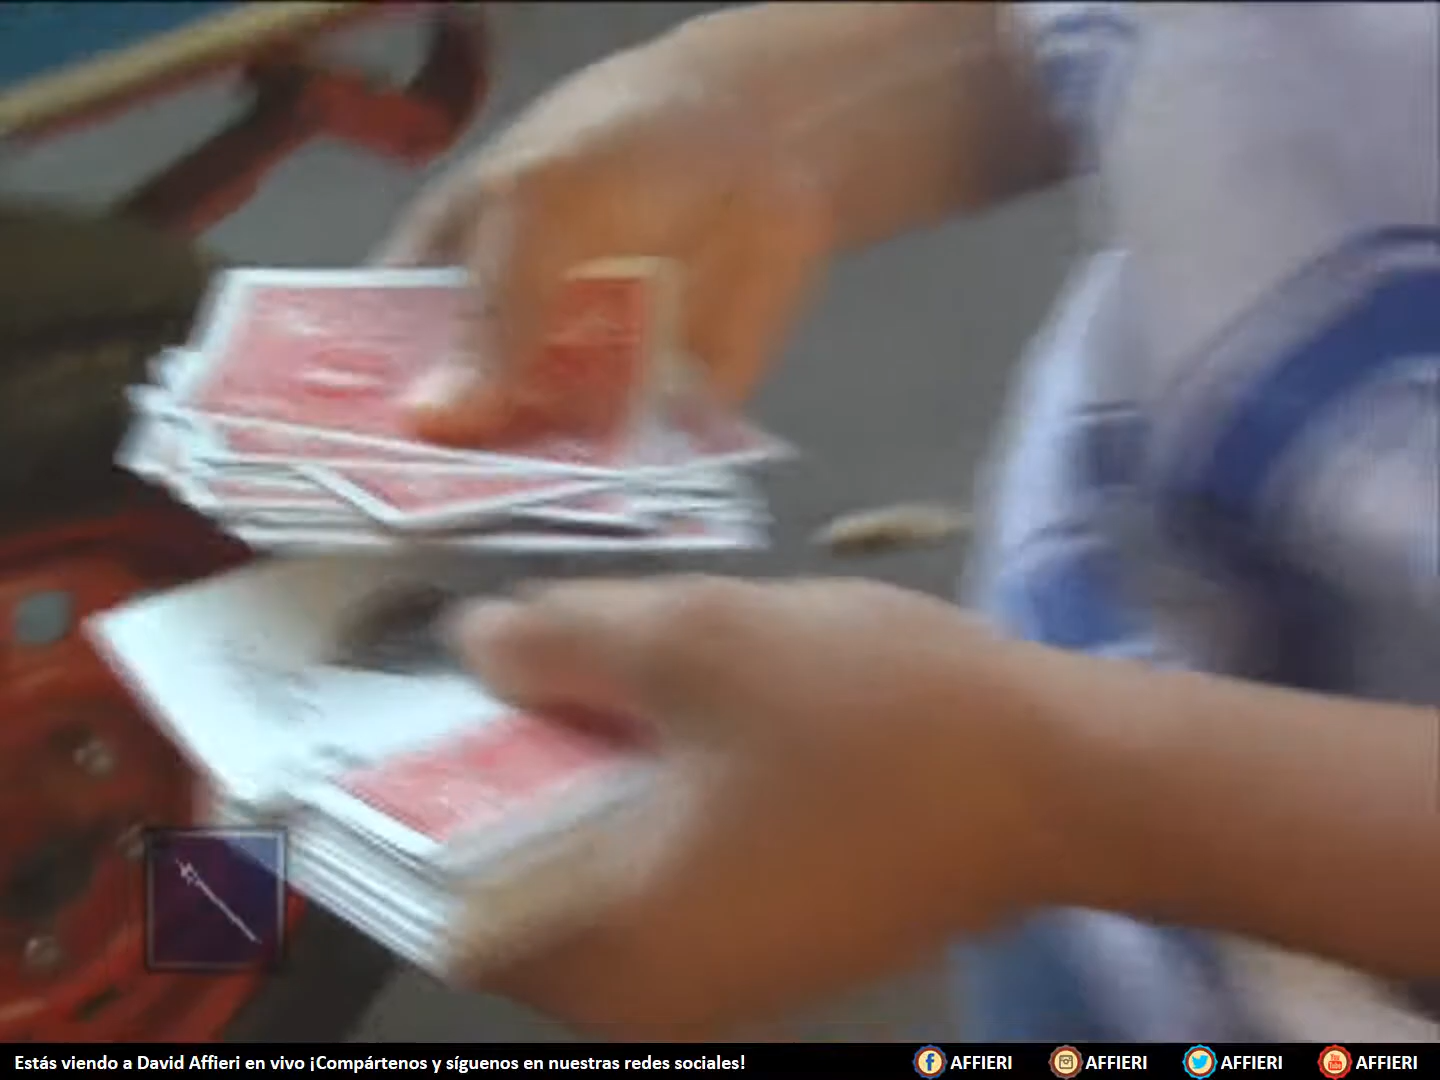 Estás viendo a David Affieri en vivo ¡Compártenos y síguenos en nuestras redes sociales! AFFIERI AFFIERI AFFIERI AFFIERI